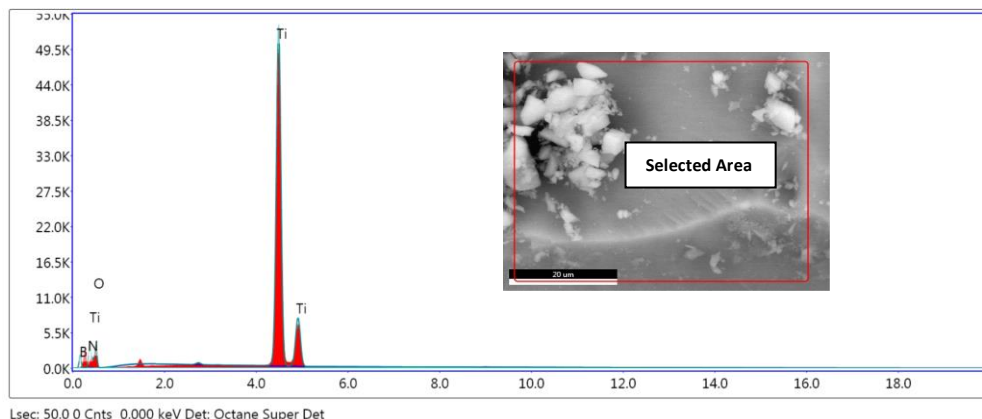 55.0K
49.5K
44.0K
38.5K
33.0K
27.5K
22.0K
16.5K
11.0K
5.5K
0.0K
Ti
Ti
O
Ti
B N
Selected Area
20 um
0.0 2.0 4.0 6.0 8.0 10.0 12.0 14.0 16.0 18.0
Lsec: 50.0 0 Cnts 0.000 keV Det: Octane Super Det